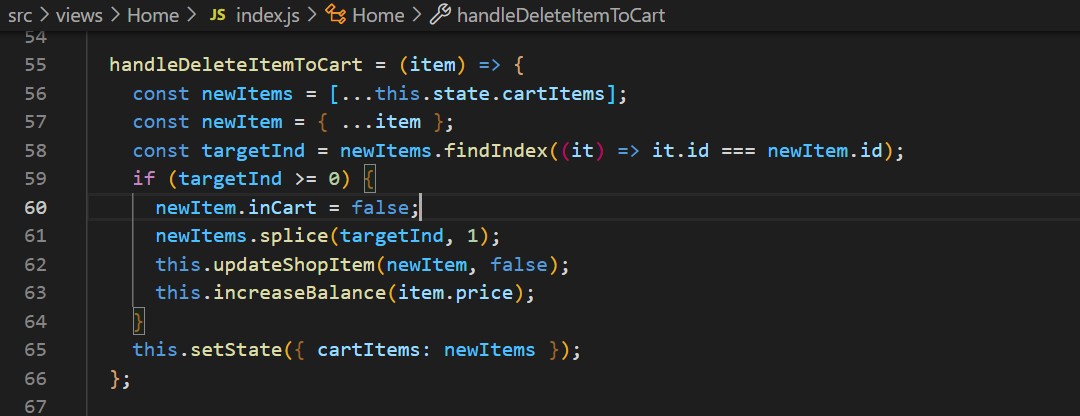 src > views > Home > JS index.js > Home > handleDeleteItemToCart
54
55 handleDeleteItemToCart = (item) => {
56 const newItems = [...this.state.cartItems];
57 const newItem = { ...item };
58 const targetInd = newItems.findIndex((it) => it.id === newItem.id);
59 if (targetInd >= 0) {
60 newItem.inCart = false;
61 newItems.splice(targetInd, 1);
62 this.updateShopItem(newItem, false);
63 this.increaseBalance(item.price);
64 }
65 this.setState({ cartItems: newItems });
66 };
67